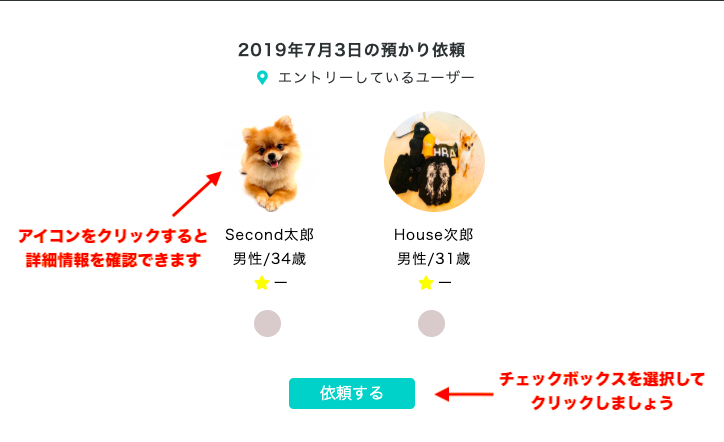 2019年7月3日の預かり依頼
エントリーしているユーザー
HBA
アイコンをクリックすると
詳細情報を確認できます
Second太郎
男性/34歳
ー
House次郎
男性/31歳
ー
依頼する
チェックボックスを選択して
クリックしましょう